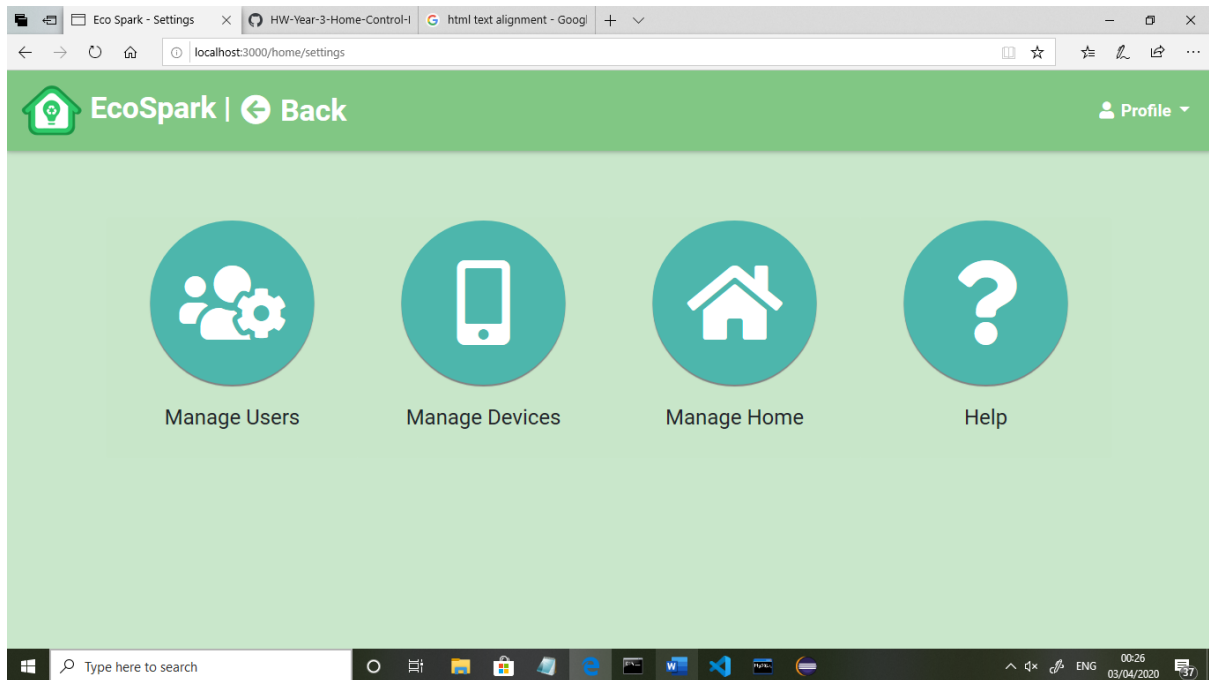 Eco Spark - Settings
HW-Year-3-Home-Control-I
html text alignment - Googl
localhost:3000/home/settings
EcoSpark | Back
Profile
Manage Users
Manage Devices
Manage Home
Help
Type here to search
ENG
00:26
03/04/2020
37